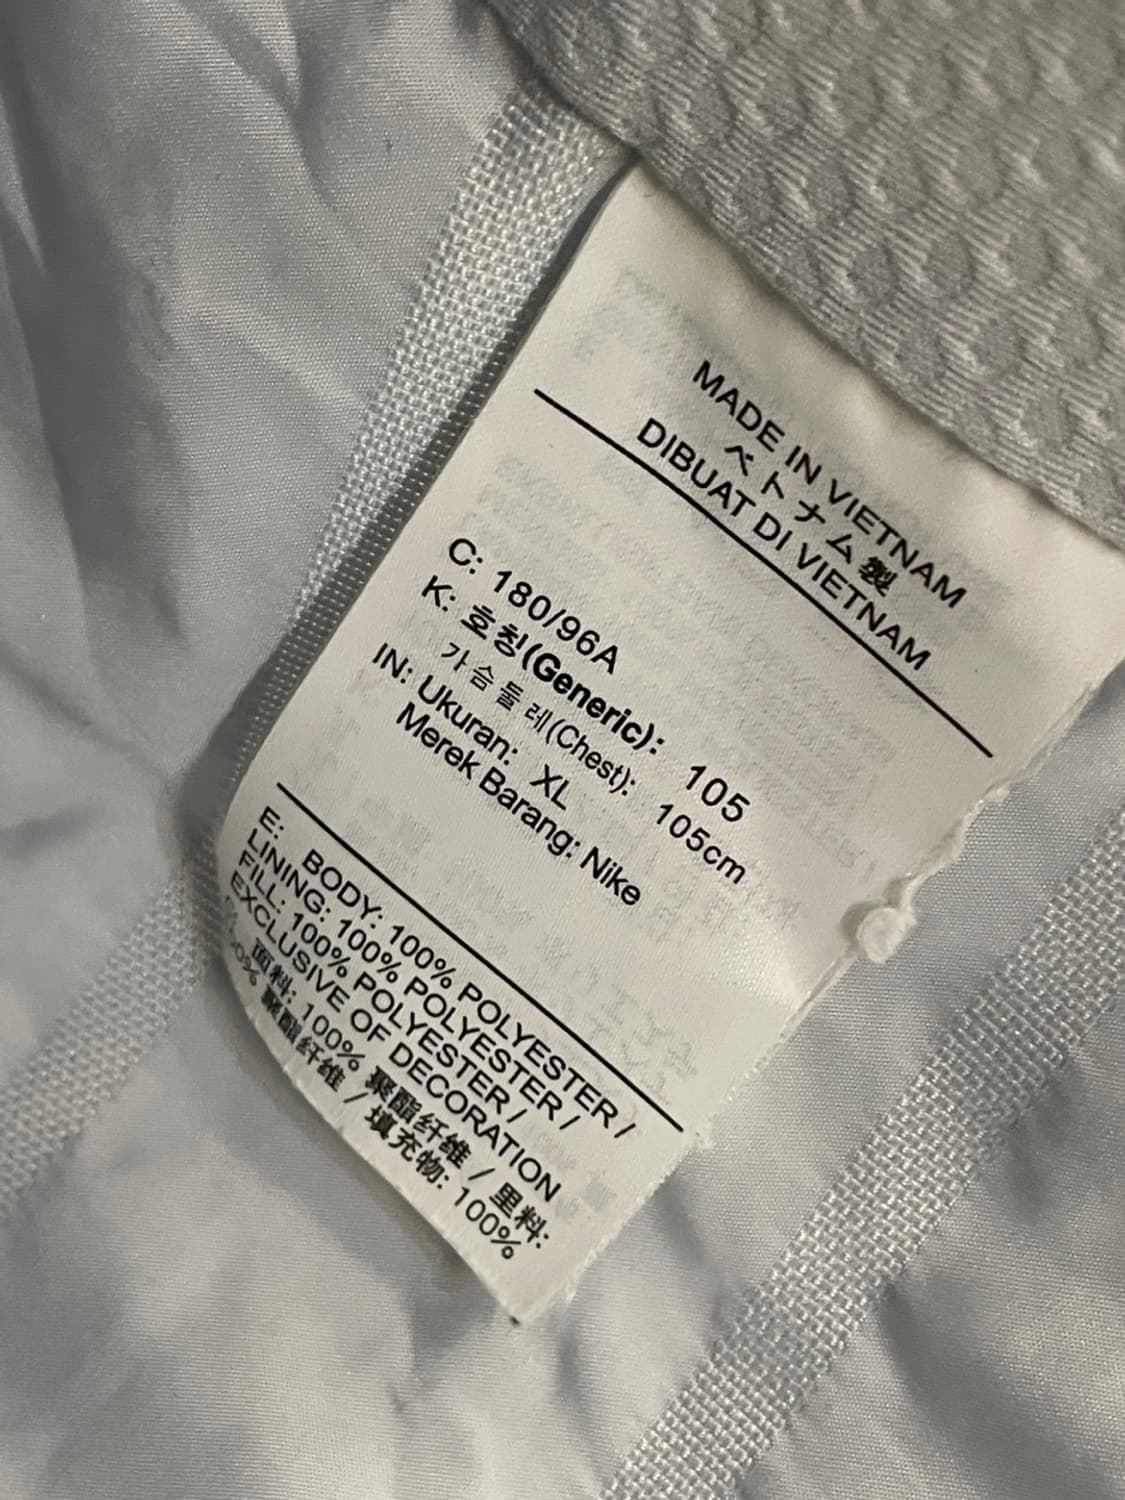 MADE IN VIETNAM
ベトナム製
DIBUAT DI VIETNAM
C: 180/96A
K: 호칭(Generic): 105
가슴둘레(Chest): 105cm
IN: Ukuran: XL
Merek Barang: Nike
E:
BODY: 100% POLYESTER /
LINING: 100% POLYESTER /
FILL: 100% POLYESTER /
EXCLUSIVE OF DECORATION
面料: 100% 聚酯纤维 / 里料:
聚酯纤维 / 填充物: 100%